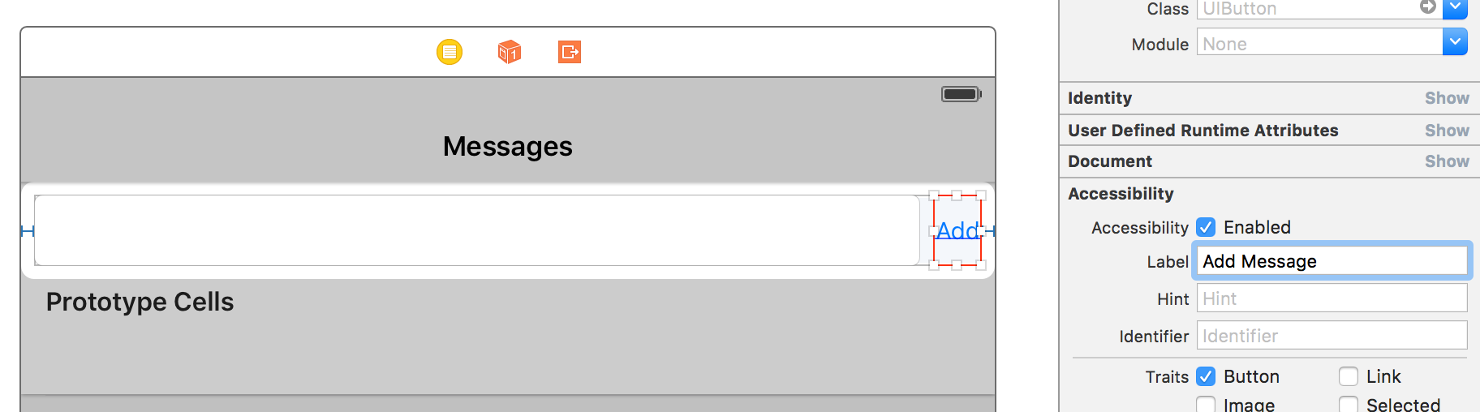 Class UIButton
Module None
Identity Show
User Defined Runtime Attributes Show
Document Show
Accessibility
Accessibility Enabled
Label Add Message
Hint Hint
Identifier Identifier
Traits Button Link
Image Selected
1
Messages
Add
Prototype Cells